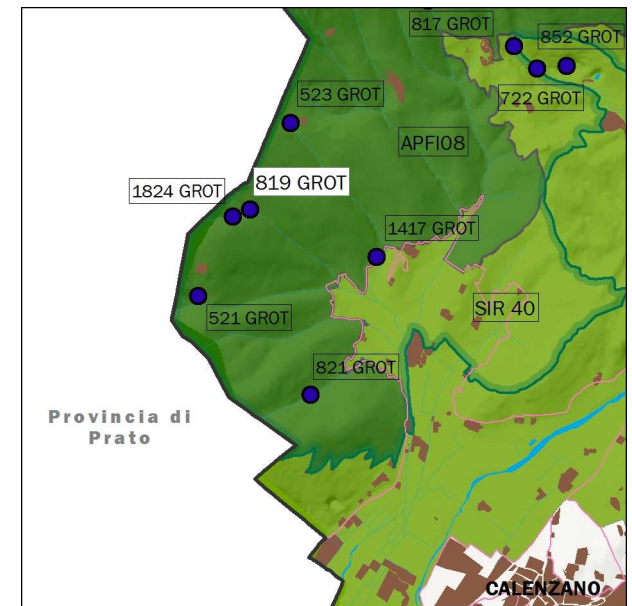 817 GROT
852 GROT
722 GROT
523 GROT
APFI08
1824 GROT
819 GROT
1417 GROT
521 GROT
SIR 40
821 GROT
Provincia di
Prato
CALENZANO